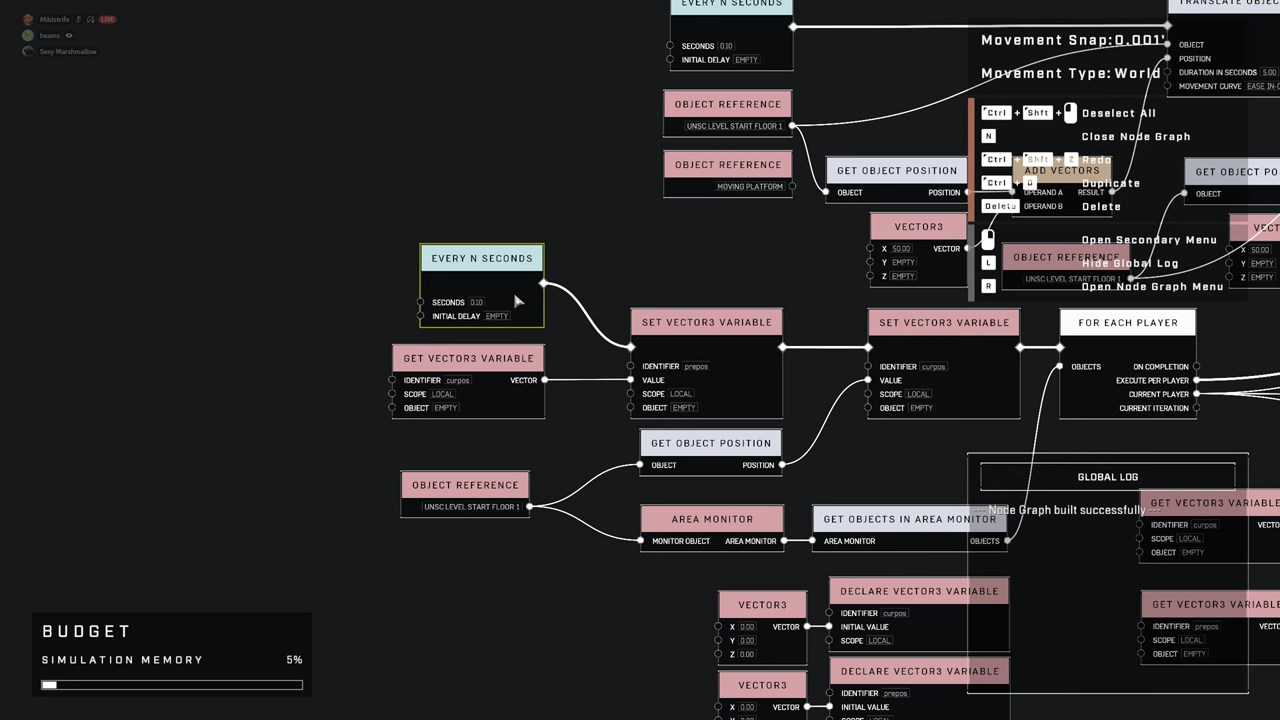 Mildstrife LIVE
beams
Sexy Marshmallow
EVERY N SECONDS
SECONDS 0.10
INITIAL DELAY EMPTY
OBJECT REFERENCE
UNSC LEVEL START FLOOR 1
OBJECT REFERENCE
MOVING PLATFORM
GET OBJECT POSITION
OBJECT POSITION
VECTOR3
X 50.00 VECTOR
Y EMPTY
Z EMPTY
TRANSLATE OBJEC
OBJECT
POSITION
DURATION IN SECONDS 5.00
MOVEMENT CURVE EASE IN-O
Movement Snap:0.001'
Movement Type: World
Ctrl + Shft + Deselect All
N Close Node Graph
Ctrl + Shft + Z Redo
Ctrl + D Duplicate
Delete Delete
Open Secondary Menu
L Hide Global Log
R Open Node Graph Menu
ADD VECTORS
OPERAND A RESULT
OPERAND B
OBJECT REFERENCE
UNSC LEVEL START FLOOR 1
GET OBJECT PO
OBJECT
VECT
X 50.00
Y EMPTY
Z EMPTY
EVERY N SECONDS
SECONDS 0.10
INITIAL DELAY EMPTY
GET VECTOR3 VARIABLE
IDENTIFIER curpos VECTOR
SCOPE LOCAL
OBJECT EMPTY
SET VECTOR3 VARIABLE
IDENTIFIER prepos
VALUE
SCOPE LOCAL
OBJECT EMPTY
SET VECTOR3 VARIABLE
IDENTIFIER curpos
VALUE
SCOPE LOCAL
OBJECT EMPTY
FOR EACH PLAYER
ON COMPLETION
OBJECTS EXECUTE PER PLAYER
CURRENT PLAYER
CURRENT ITERATION
GET OBJECT POSITION
OBJECT POSITION
OBJECT REFERENCE
UNSC LEVEL START FLOOR 1
AREA MONITOR
MONITOR OBJECT AREA MONITOR
GET OBJECTS IN AREA MONITOR
AREA MONITOR OBJECTS
GLOBAL LOG
--- Node Graph built successfully ---
GET VECTOR3 VARIABLE
IDENTIFIER curpos VECTO
SCOPE LOCAL
OBJECT EMPTY
GET VECTOR3 VARIABLE
IDENTIFIER prepos VECTO
SCOPE LOCAL
OBJECT EMPTY
VECTOR3
X 0.00 VECTOR
Y 0.00
Z 0.00
DECLARE VECTOR3 VARIABLE
IDENTIFIER curpos
INITIAL VALUE
SCOPE LOCAL
VECTOR3
X 0.00 VECTOR
DECLARE VECTOR3 VARIABLE
IDENTIFIER prepos
INITIAL VALUE
BUDGET
SIMULATION MEMORY 5%